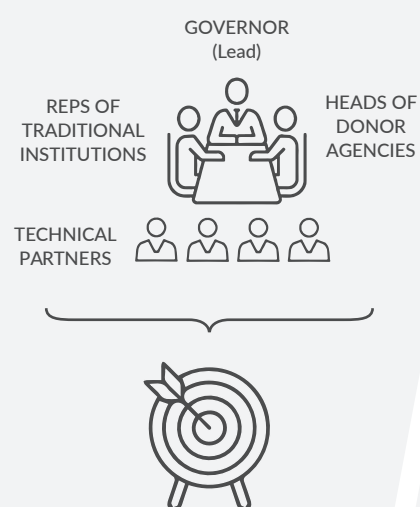 GOVERNOR
(Lead)
REPS OF
TRADITIONAL
INSTITUTIONS
HEADS OF
DONOR
AGENCIES
TECHNICAL
PARTNERS